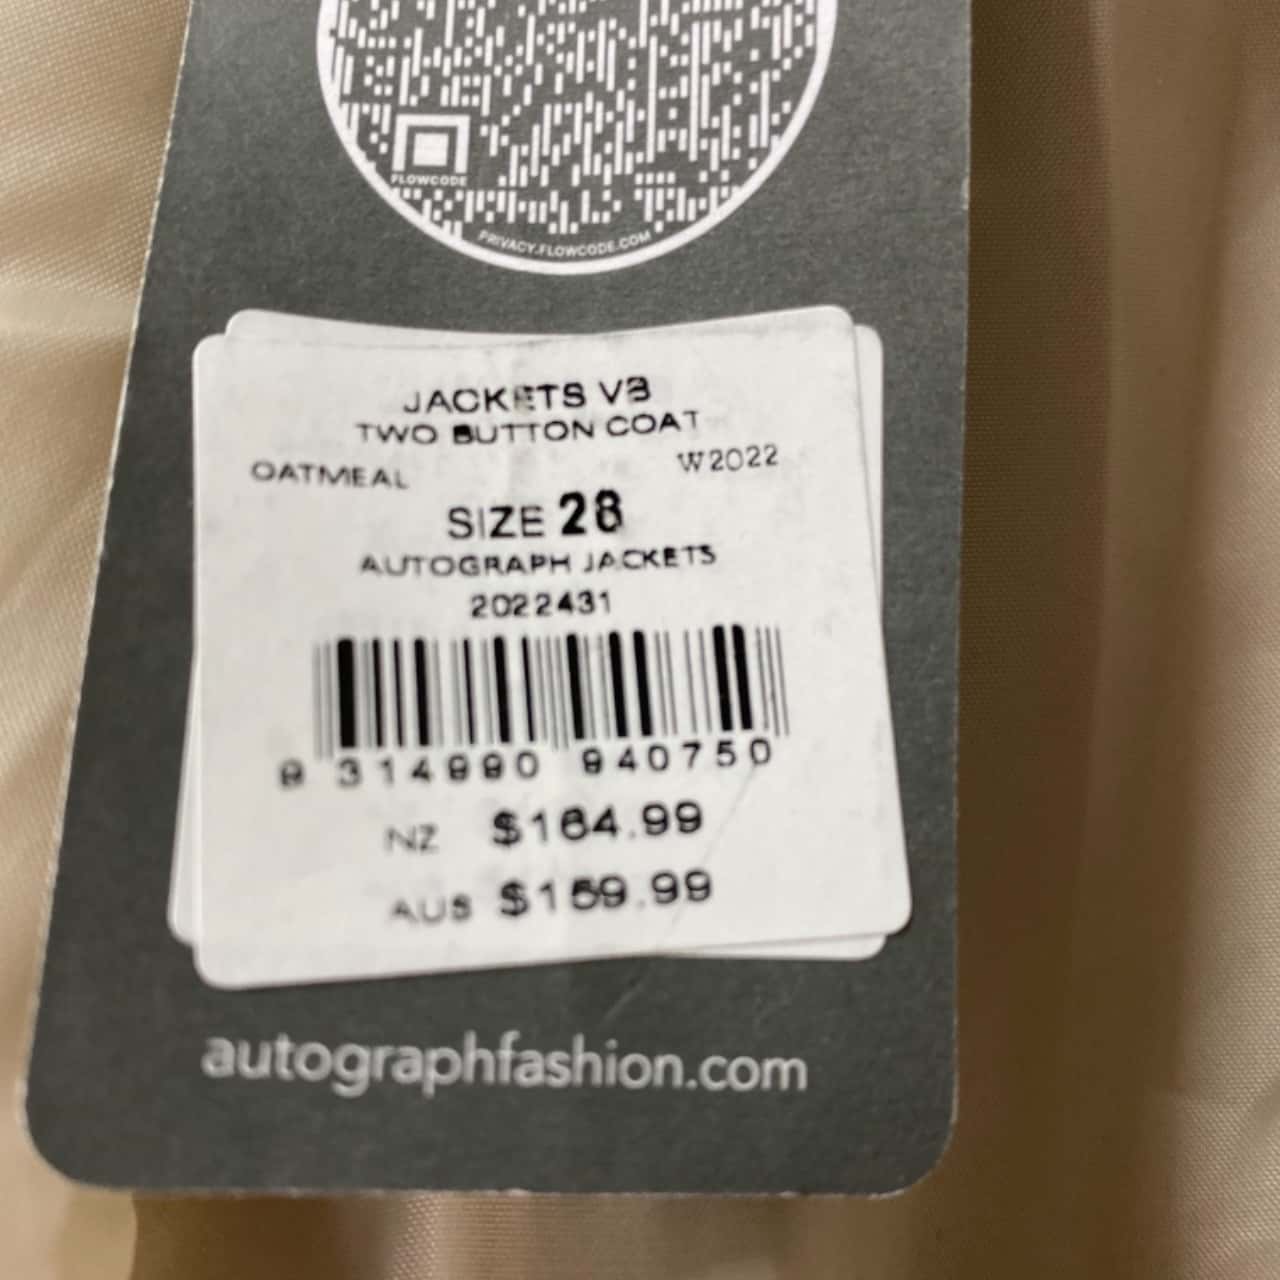 FLOWCODE
PRIVACY.FLOWCODE.COM
JACKETS VB
TWO BUTTON COAT
OATMEAL W2022
SIZE 28
AUTOGRAPH JACKETS
2022431
9 314990 940750
NZ $164.99
AUS $159.99
autographfashion.com